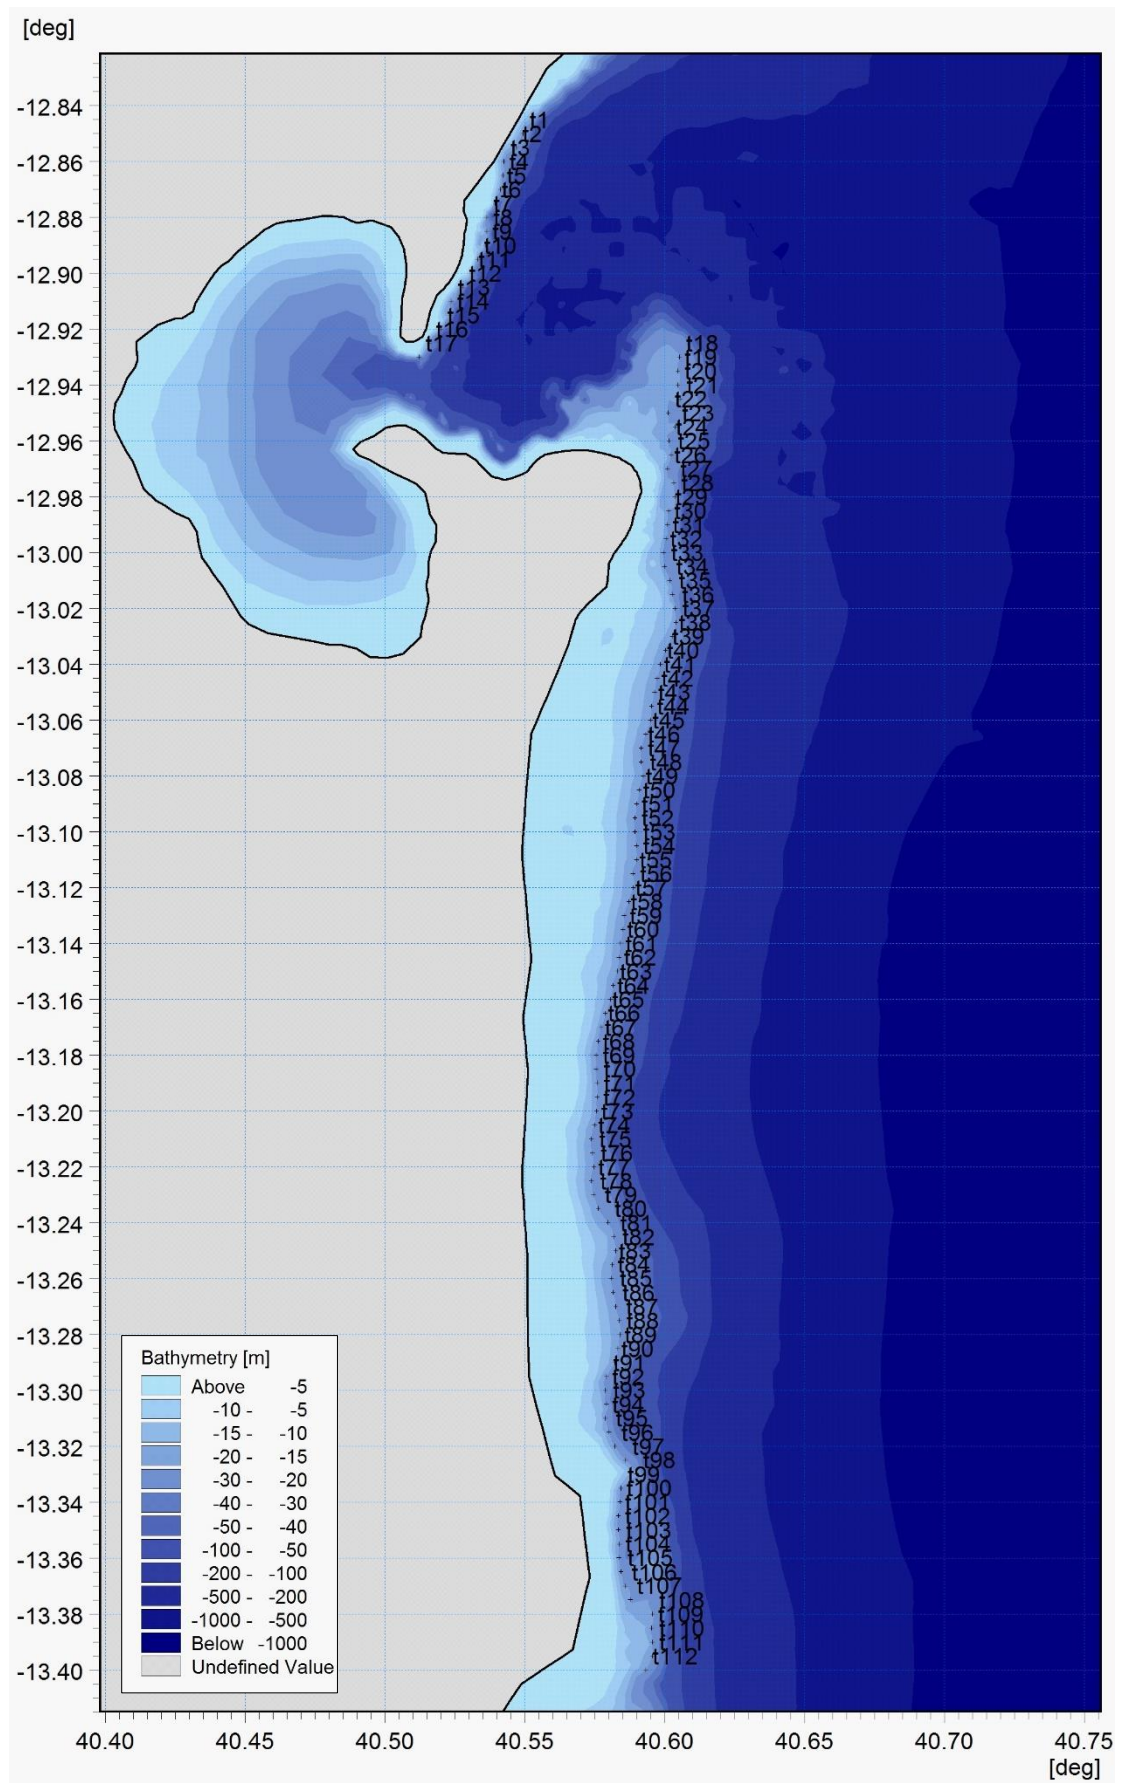 [deg]
-12.84
-12.86
-12.88
-12.90
-12.92
-12.94
-12.96
-12.98
-13.00
-13.02
-13.04
-13.06
-13.08
-13.10
-13.12
-13.14
-13.16
-13.18
-13.20
-13.22
-13.24
-13.26
-13.28
-13.30
-13.32
-13.34
-13.36
-13.38
-13.40
t1
t2
t3
t4
t5
t6
t7
t8
t9
t10
t11
t12
t13
t14
t15
t16
t17
t18
t19
t20
t21
t22
t23
t24
t25
t26
t27
t28
t29
t30
t31
t32
t33
t34
t35
t36
t37
t38
t39
t40
t41
t42
t43
t44
t45
t46
t47
t48
t49
t50
t51
t52
t53
t54
t55
t56
t57
t58
t59
t60
t61
t62
t63
t64
t65
t66
t67
t68
t69
t70
t71
t72
t73
t74
t75
t76
t77
t78
t79
t80
t81
t82
t83
t84
t85
t86
t87
t88
t89
t90
t91
t92
t93
t94
t95
t96
t97
t98
t99
t100
t101
t102
t103
t104
t105
t106
t107
t108
t109
t110
t111
t112
Bathymetry [m]
Above -5
-10 - -5
-15 - -10
-20 - -15
-30 - -20
-40 - -30
-50 - -40
-100 - -50
-200 - -100
-500 - -200
-1000 - -500
Below -1000
Undefined Value
40.40 40.45 40.50 40.55 40.60 40.65 40.70 40.75
[deg]